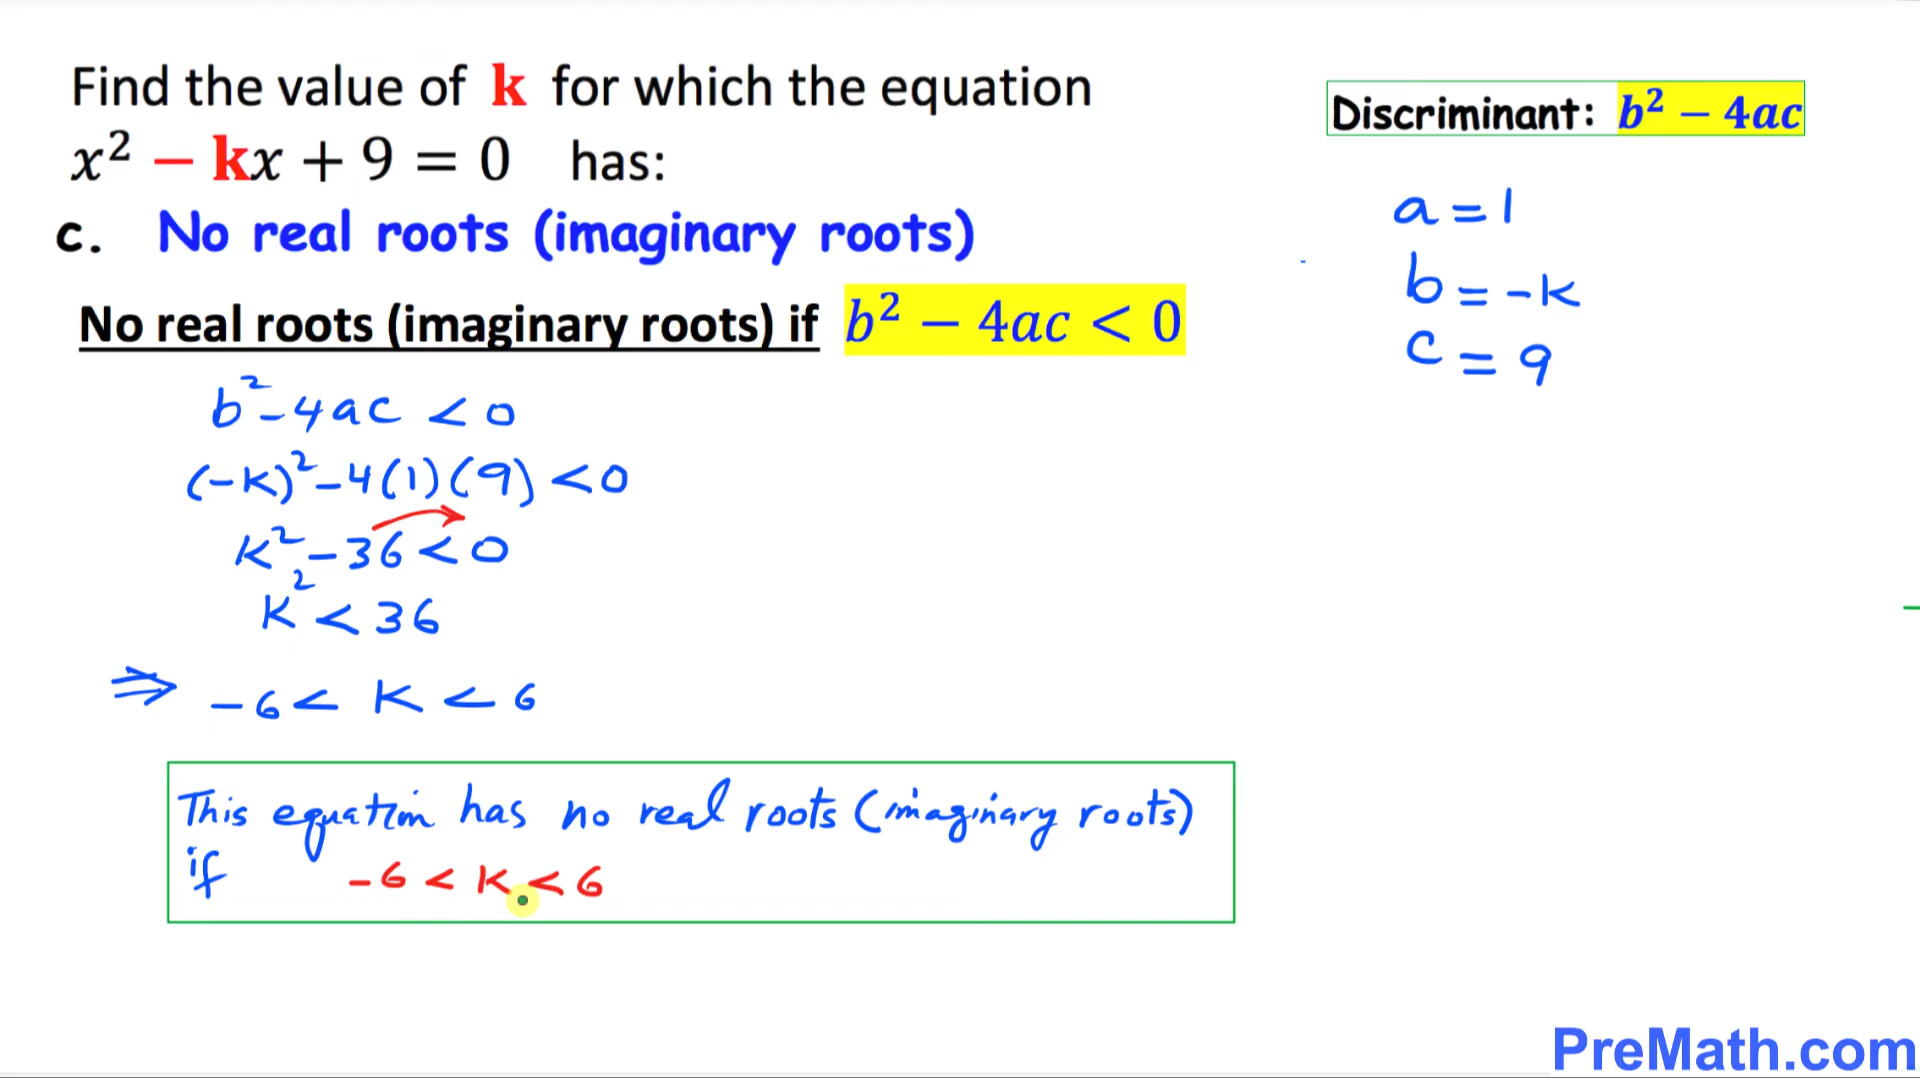 Find the value of k for which the equation
x² − kx + 9 = 0 has:
c. No real roots (imaginary roots)
No real roots (imaginary roots) if b² − 4ac < 0
b² - 4ac < 0
(-k)² - 4(1)(9) < 0
k² - 36 < 0
k² < 36
⇒ -6 < k < 6
This equation has no real roots (imaginary roots)
if -6 < k < 6
Discriminant: b² − 4ac
a = 1
b = -k
c = 9
PreMath.com